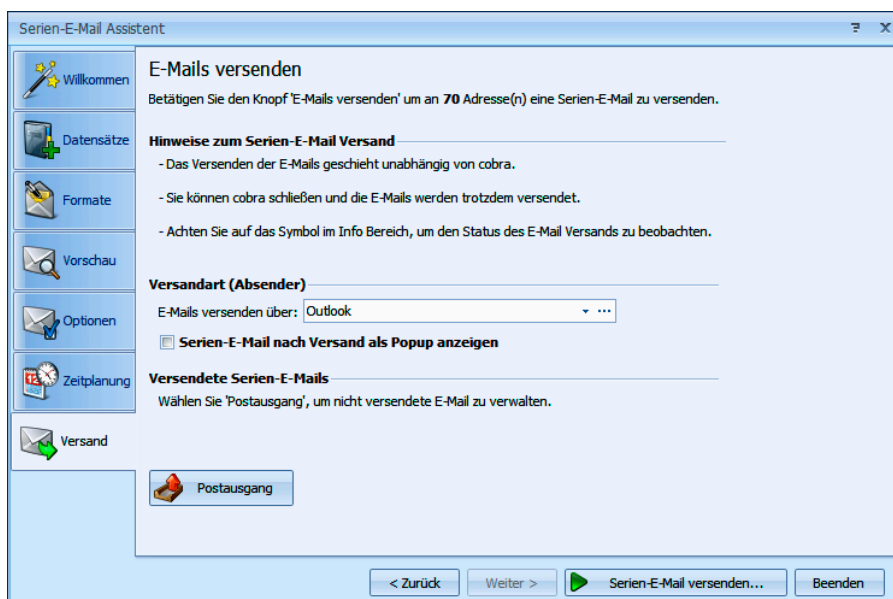 Serien-E-Mail Assistent
Willkommen
Datensätze
Formate
Vorschau
Optionen
Zeitplanung
Versand
E-Mails versenden
Betätigen Sie den Knopf 'E-Mails versenden' um an 70 Adresse(n) eine Serien-E-Mail zu versenden.
Hinweise zum Serien-E-Mail Versand
- Das Versenden der E-Mails geschieht unabhängig von cobra.
- Sie können cobra schließen und die E-Mails werden trotzdem versendet.
- Achten Sie auf das Symbol im Info Bereich, um den Status des E-Mail Versands zu beobachten.
Versandart (Absender)
E-Mails versenden über: Outlook
Serien-E-Mail nach Versand als Popup anzeigen
Versendete Serien-E-Mails
Wählen Sie 'Postausgang', um nicht versendete E-Mail zu verwalten.
Postausgang
< Zurück Weiter > Serien-E-Mail versenden... Beenden